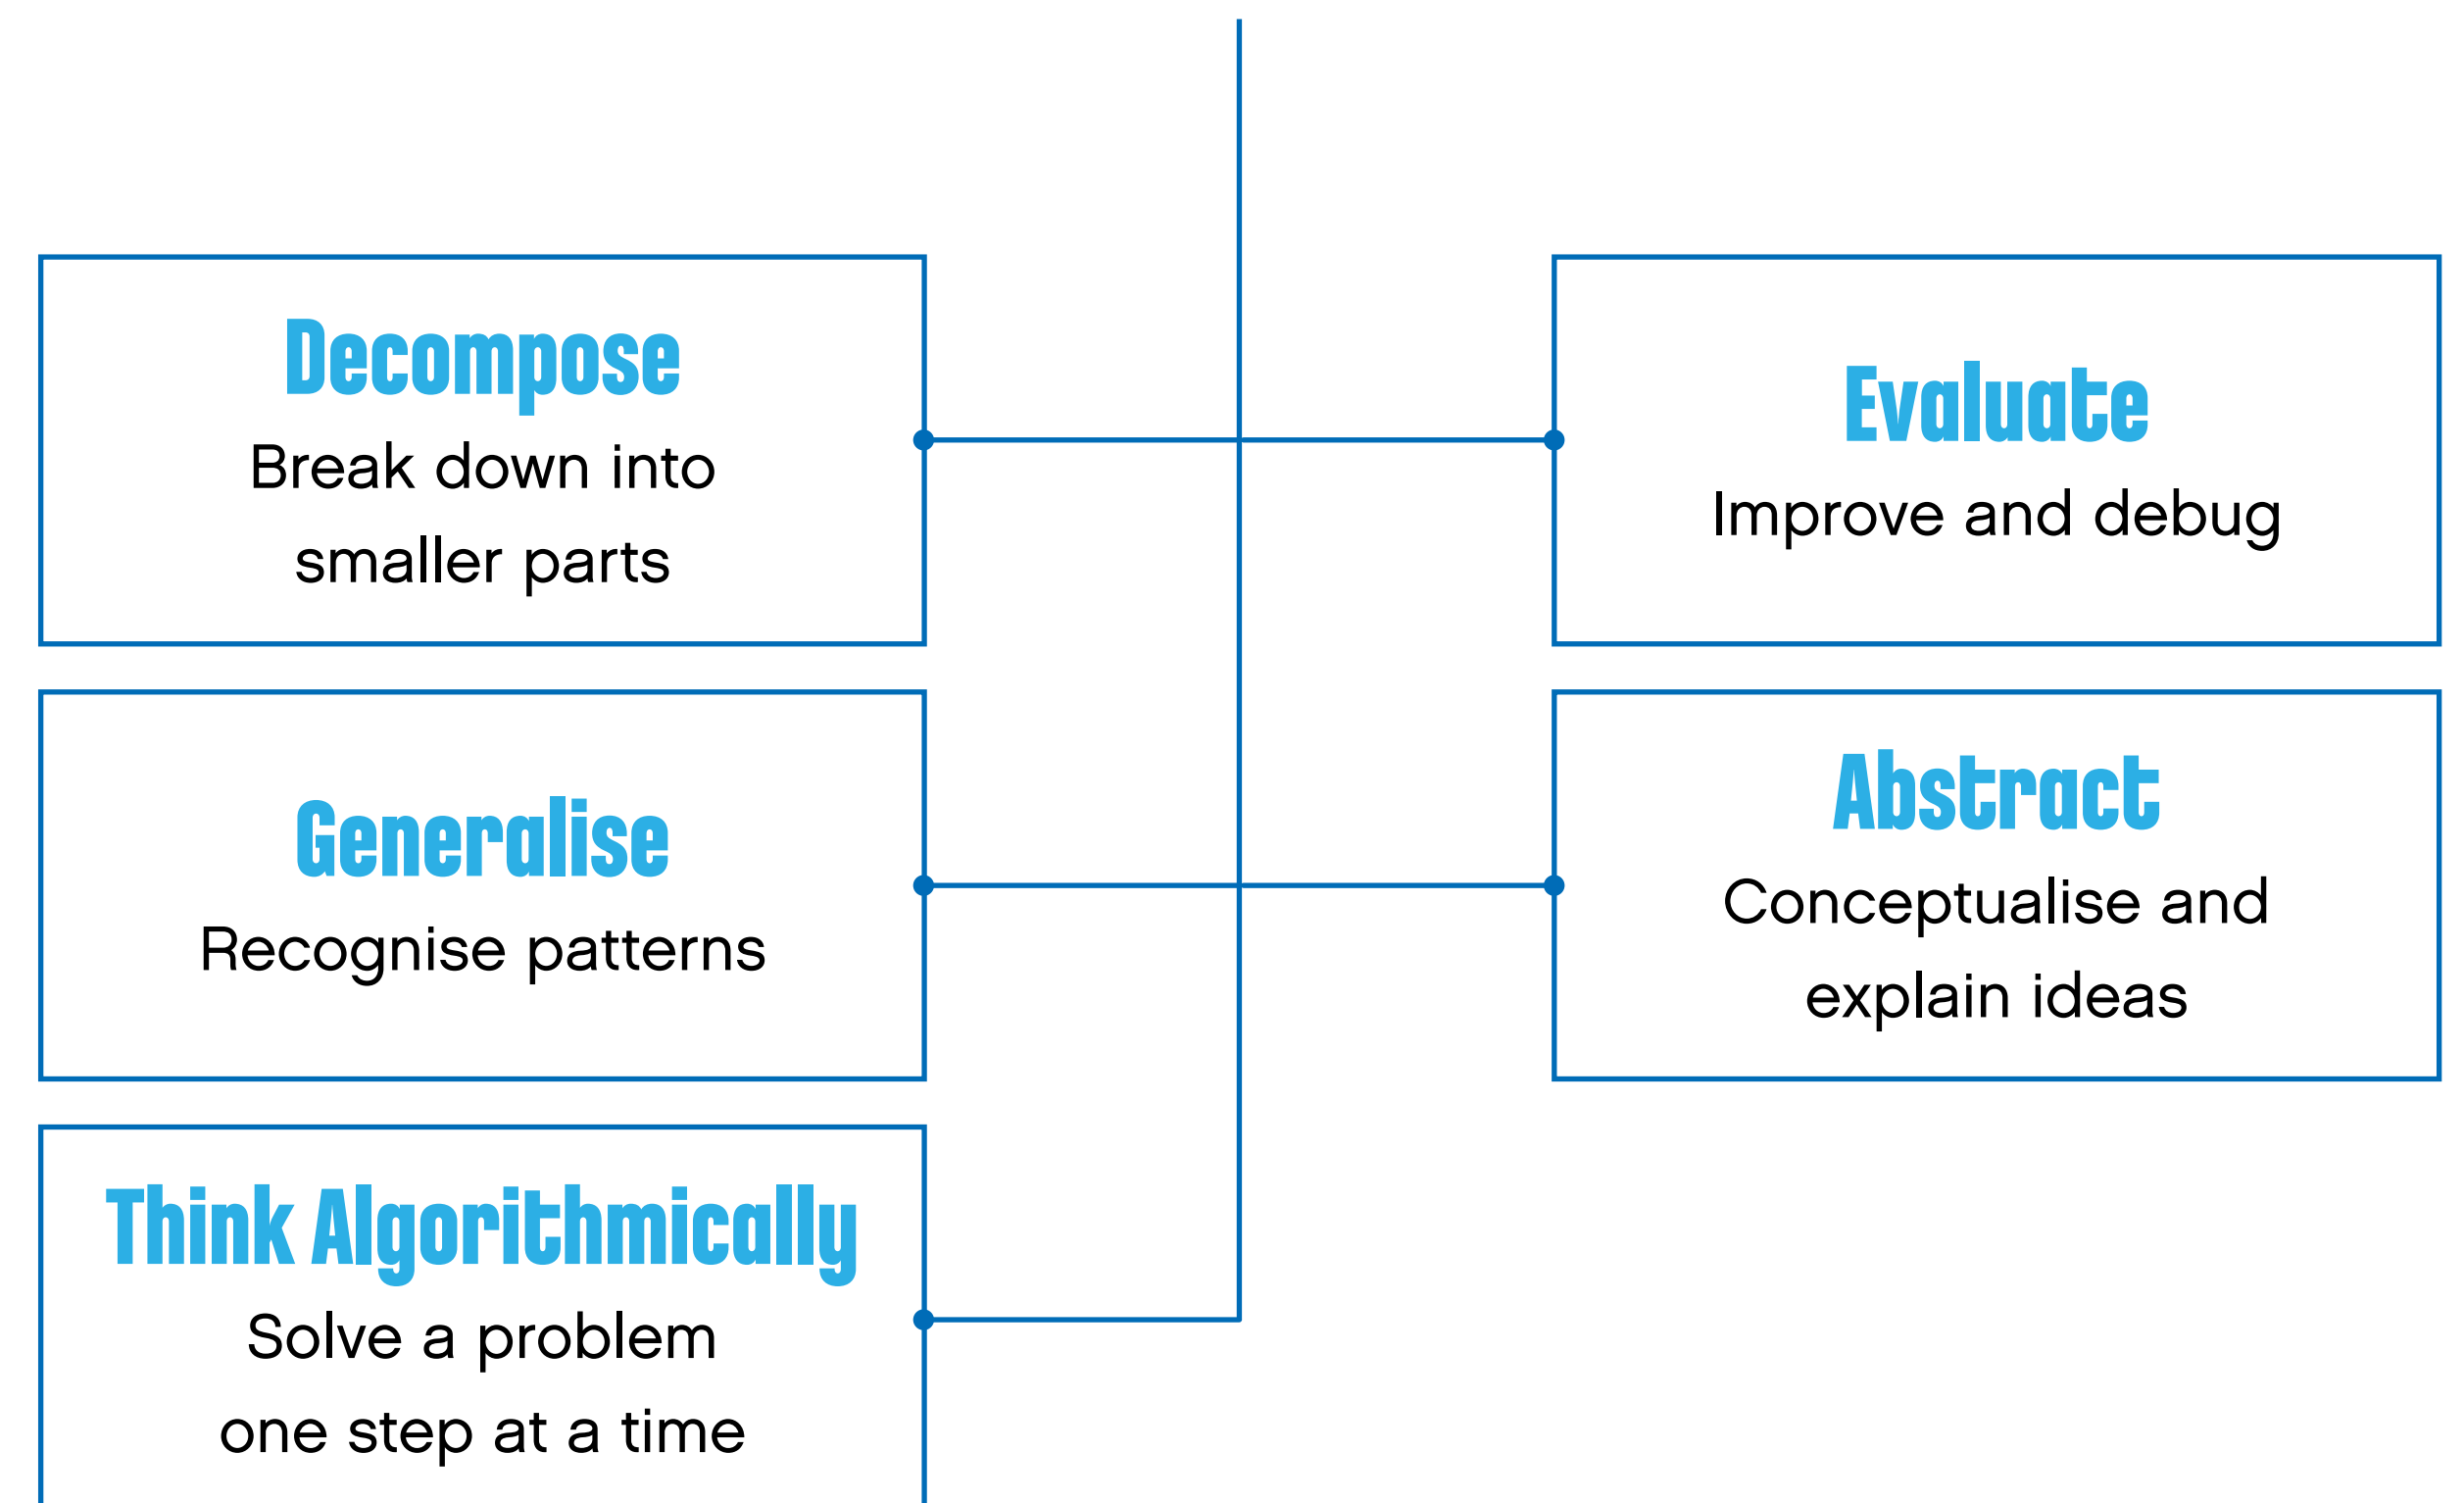 Decompose
Break down into
smaller parts
Evaluate
Improve and debug
Generalise
Recognise patterns
Abstract
Conceptualise and
explain ideas
Think Algorithmically
Solve a problem
one step at a time